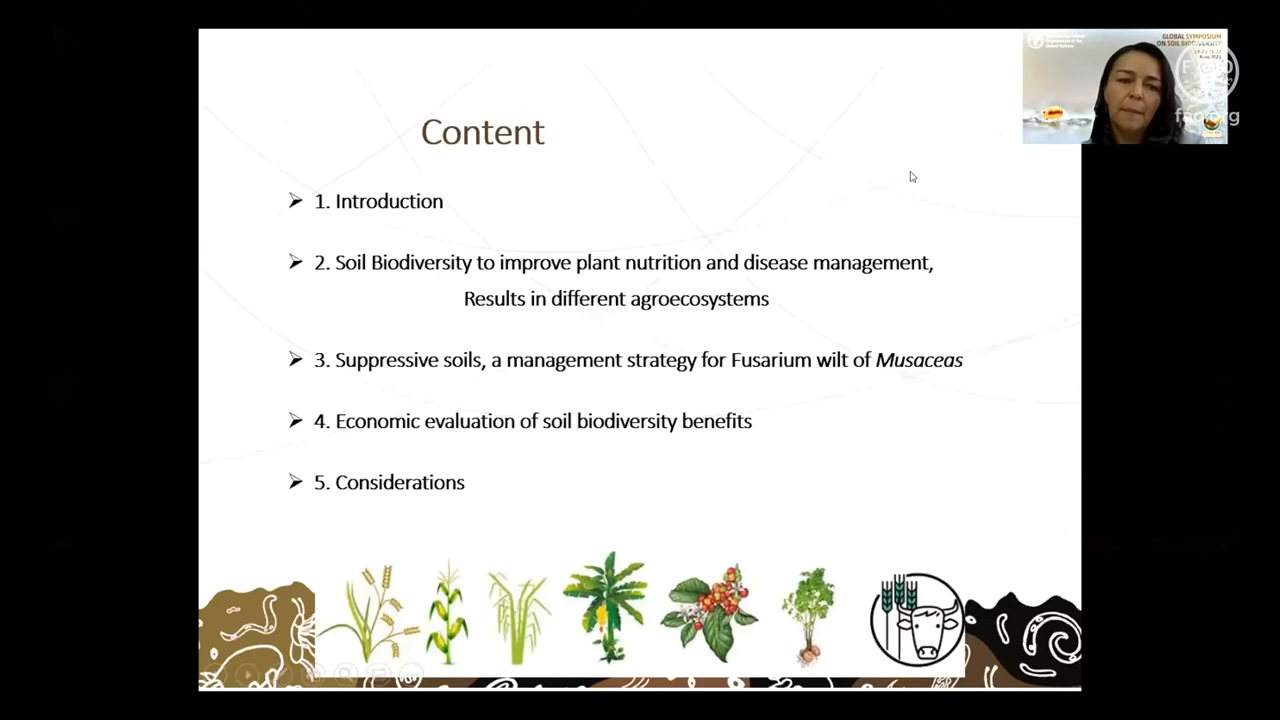 Content
➢ 1. Introduction
➢ 2. Soil Biodiversity to improve plant nutrition and disease management,
Results in different agroecosystems
➢ 3. Suppressive soils, a management strategy for Fusarium wilt of Musaceas
➢ 4. Economic evaluation of soil biodiversity benefits
➢ 5. Considerations
GLOBAL SYMPOSIUM
ON SOIL BIODIVERSITY